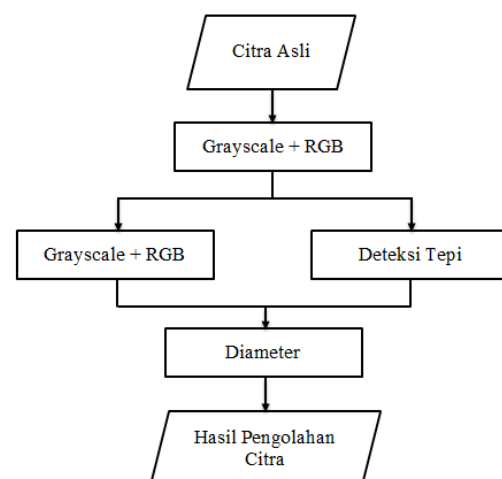 Citra Asli
Grayscale + RGB
Grayscale + RGB
Deteksi Tepi
Diameter
Hasil Pengolahan
Citra